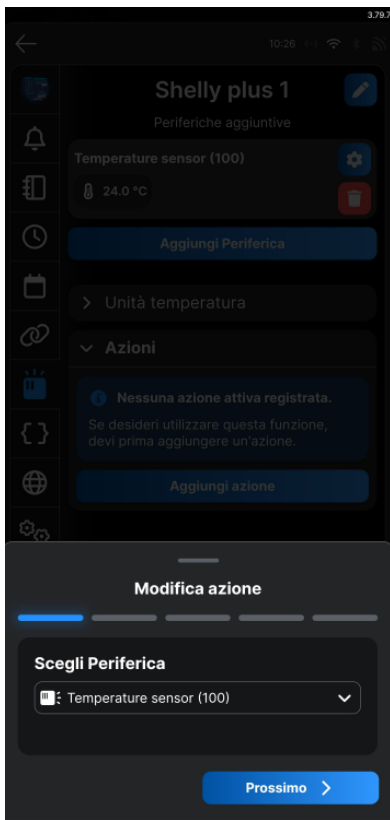 3.79.7
10:26
Shelly plus 1
Periferiche aggiuntive
Temperature sensor (100)
24.0 °C
Aggiungi Periferica
Unità temperatura
Azioni
Nessuna azione attiva registrata.
Se desideri utilizzare questa funzione,
devi prima aggiungere un'azione.
Aggiungi azione
Modifica azione
Scegli Periferica
Temperature sensor (100)
Prossimo